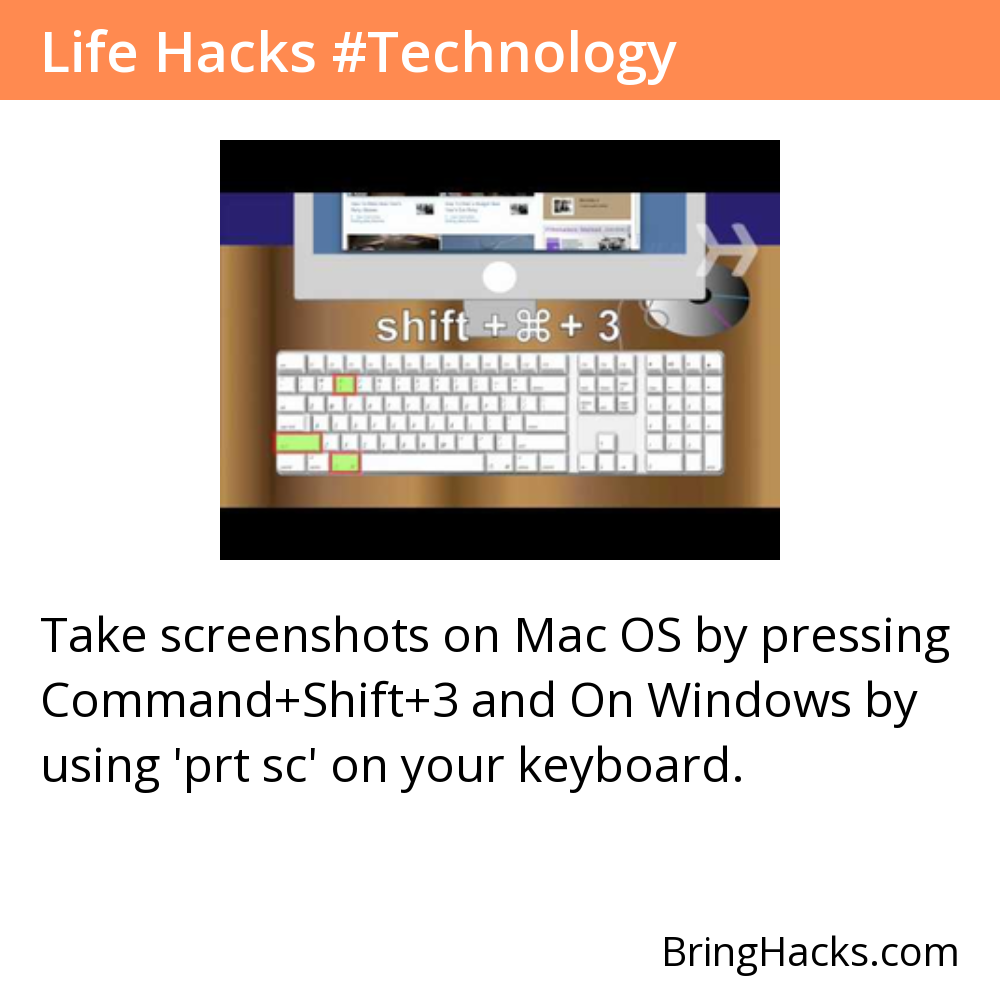 Life Hacks #Technology
shift + ⌘ + 3
Take screenshots on Mac OS by pressing
Command+Shift+3 and On Windows by
using 'prt sc' on your keyboard.
BringHacks.com